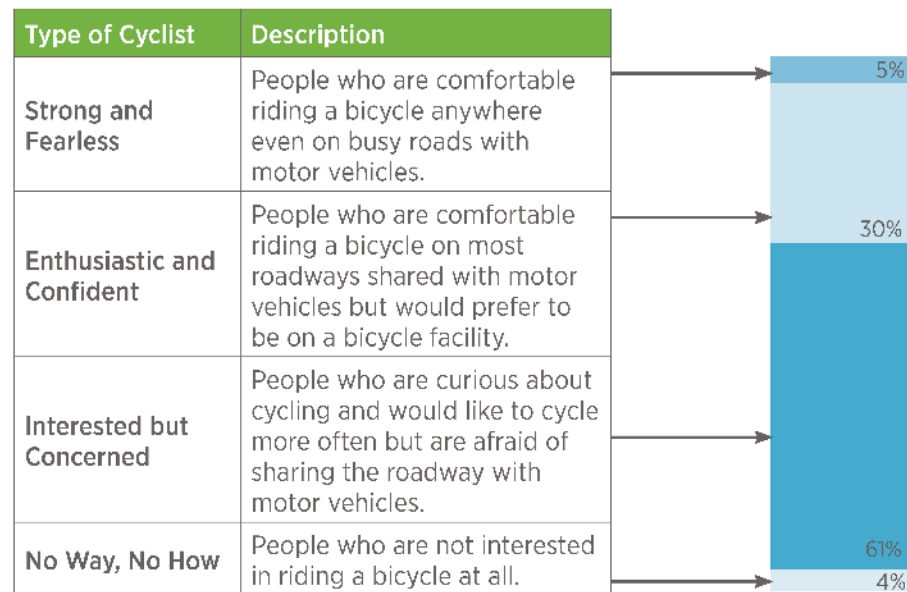 Type of Cyclist
Description
Strong and
Fearless
People who are comfortable
riding a bicycle anywhere
even on busy roads with
motor vehicles.
5%
Enthusiastic and
Confident
People who are comfortable
riding a bicycle on most
roadways shared with motor
vehicles but would prefer to
be on a bicycle facility.
30%
Interested but
Concerned
People who are curious about
cycling and would like to cycle
more often but are afraid of
sharing the roadway with
motor vehicles.
61%
No Way, No How
People who are not interested
in riding a bicycle at all.
4%